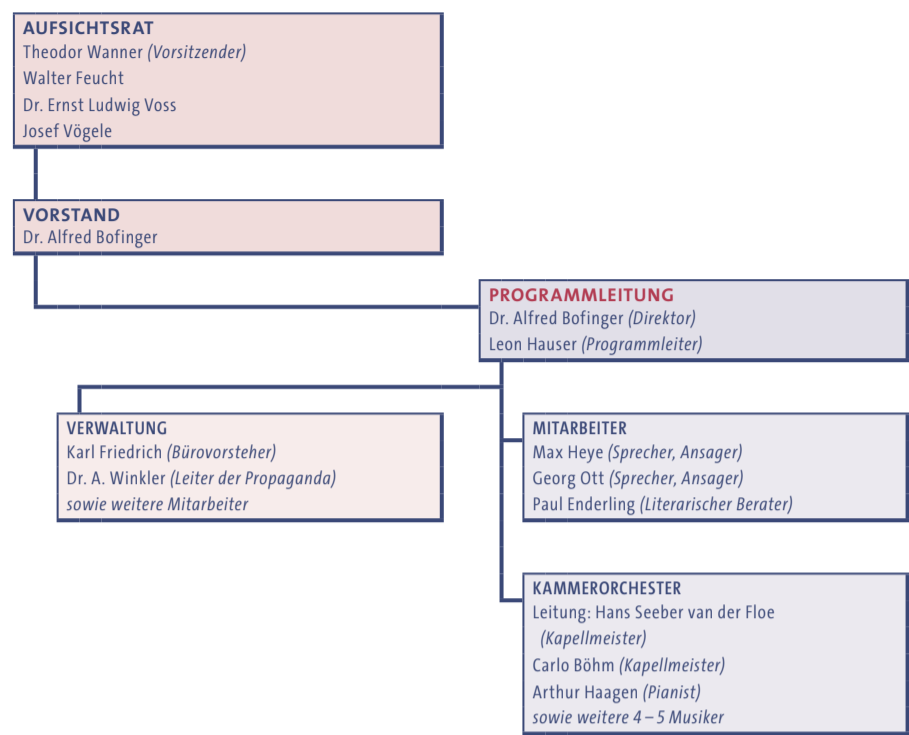 AUFSICHTSRAT
Theodor Wanner (Vorsitzender)
Walter Feucht
Dr. Ernst Ludwig Voss
Josef Vögele
VORSTAND
Dr. Alfred Bofinger
PROGRAMMLEITUNG
Dr. Alfred Bofinger (Direktor)
Leon Hauser (Programmleiter)
VERWALTUNG
Karl Friedrich (Bürovorsteher)
Dr. A. Winkler (Leiter der Propaganda)
sowie weitere Mitarbeiter
MITARBEITER
Max Heye (Sprecher, Ansager)
Georg Ott (Sprecher, Ansager)
Paul Enderling (Literarischer Berater)
KAMMERORCHESTER
Leitung: Hans Seeber van der Floe
(Kapellmeister)
Carlo Böhm (Kapellmeister)
Arthur Haagen (Pianist)
sowie weitere 4 – 5 Musiker